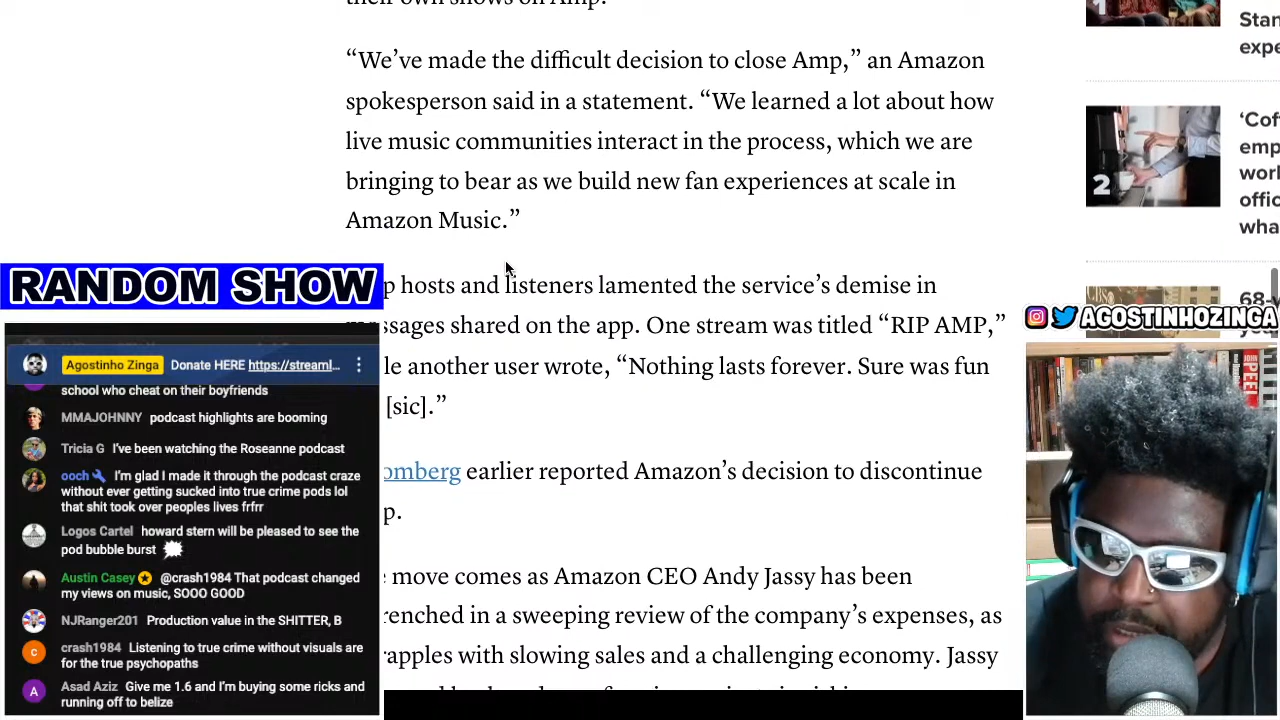 their own shows on Amp.
“We’ve made the difficult decision to close Amp,” an Amazon
spokesperson said in a statement. “We learned a lot about how
live music communities interact in the process, which we are
bringing to bear as we build new fan experiences at scale in
Amazon Music.”
hosts and listeners lamented the service’s demise in
ssages shared on the app. One stream was titled “RIP AMP,”
le another user wrote, “Nothing lasts forever. Sure was fun
[sic].”
omberg earlier reported Amazon’s decision to discontinue
p.
move comes as Amazon CEO Andy Jassy has been
renched in a sweeping review of the company’s expenses, as
rapples with slowing sales and a challenging economy. Jassy
RANDOM SHOW
Agostinho Zinga Donate HERE https://streaml...
school who cheat on their boyfriends
MMAJOHNNY podcast highlights are booming
Tricia G I've been watching the Roseanne podcast
ooch I'm glad I made it through the podcast craze
without ever getting sucked into true crime pods lol
that shit took over peoples lives frfrr
Logos Cartel howard stern will be pleased to see the
pod bubble burst
Austin Casey @crash1984 That podcast changed
my views on music, SOOO GOOD
NJRanger201 Production value in the SHITTER, B
crash1984 Listening to true crime without visuals are
for the true psychopaths
Asad Aziz Give me 1.6 and I'm buying some ricks and
running off to belize
1
Stan
expe
2
‘Cof
emp
worl
offic
wha
68-y
AGOSTINHOZINGA